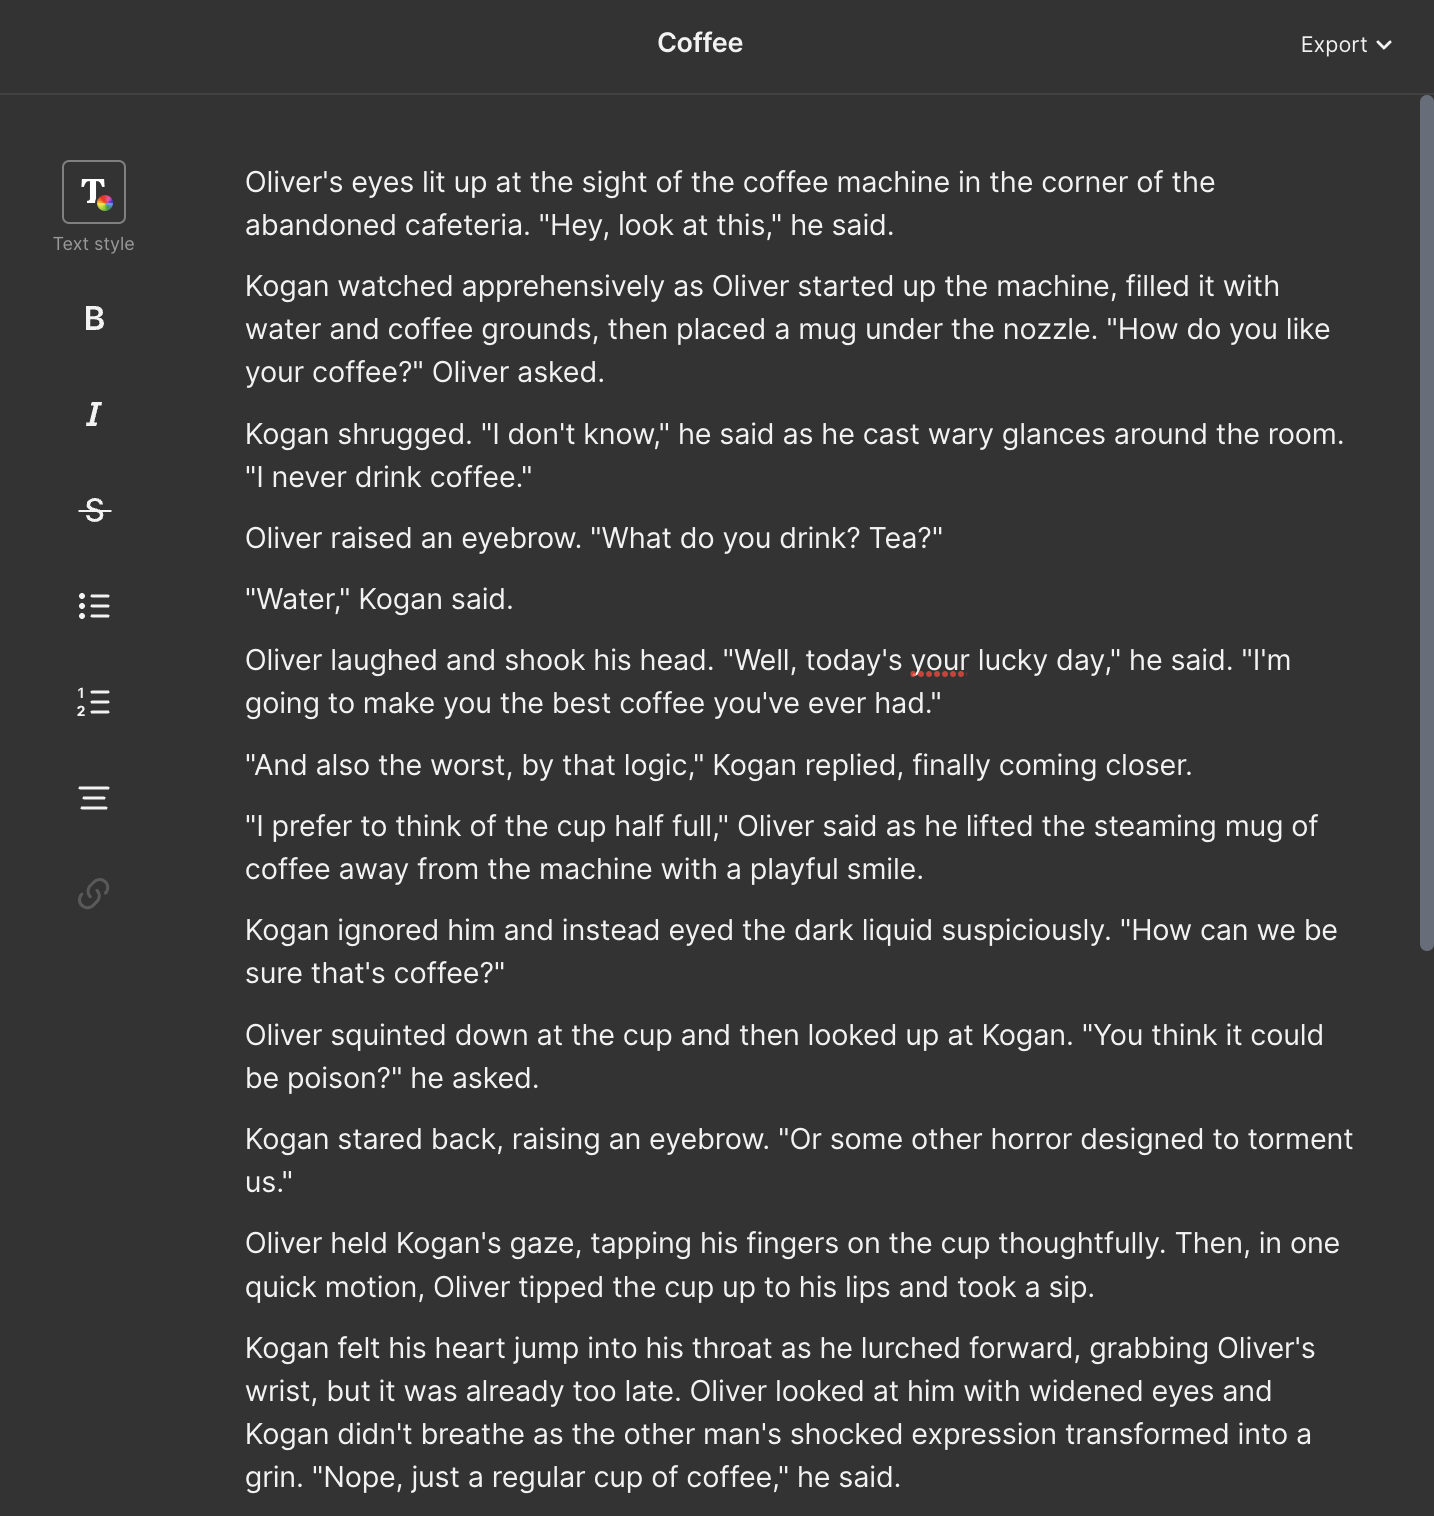 Coffee
Export
Text style
B
I
S
1
2
Oliver's eyes lit up at the sight of the coffee machine in the corner of the
abandoned cafeteria. "Hey, look at this," he said.
Kogan watched apprehensively as Oliver started up the machine, filled it with
water and coffee grounds, then placed a mug under the nozzle. "How do you like
your coffee?" Oliver asked.
Kogan shrugged. "I don't know," he said as he cast wary glances around the room.
"I never drink coffee."
Oliver raised an eyebrow. "What do you drink? Tea?"
"Water," Kogan said.
Oliver laughed and shook his head. "Well, today's your lucky day," he said. "I'm
going to make you the best coffee you've ever had."
"And also the worst, by that logic," Kogan replied, finally coming closer.
"I prefer to think of the cup half full," Oliver said as he lifted the steaming mug of
coffee away from the machine with a playful smile.
Kogan ignored him and instead eyed the dark liquid suspiciously. "How can we be
sure that's coffee?"
Oliver squinted down at the cup and then looked up at Kogan. "You think it could
be poison?" he asked.
Kogan stared back, raising an eyebrow. "Or some other horror designed to torment
us."
Oliver held Kogan's gaze, tapping his fingers on the cup thoughtfully. Then, in one
quick motion, Oliver tipped the cup up to his lips and took a sip.
Kogan felt his heart jump into his throat as he lurched forward, grabbing Oliver's
wrist, but it was already too late. Oliver looked at him with widened eyes and
Kogan didn't breathe as the other man's shocked expression transformed into a
grin. "Nope, just a regular cup of coffee," he said.